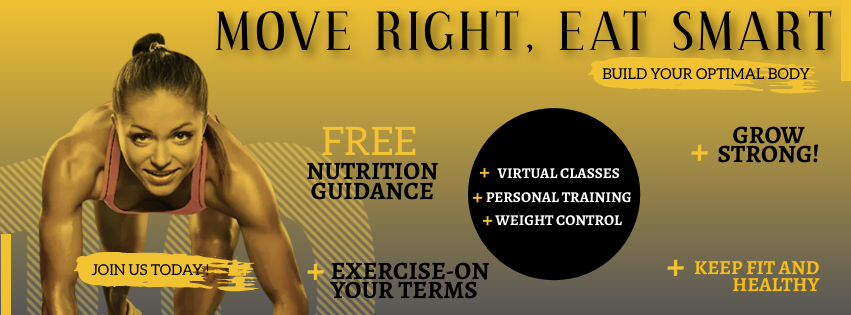 MOVE RIGHT, EAT SMART
BUILD YOUR OPTIMAL BODY
FREE
NUTRITION
GUIDANCE
+ VIRTUAL CLASSES
+ PERSONAL TRAINING
+ WEIGHT CONTROL
+ GROW
STRONG!
JOIN US TODAY!
+ EXERCISE-ON
YOUR TERMS
+ KEEP FIT AND
HEALTHY